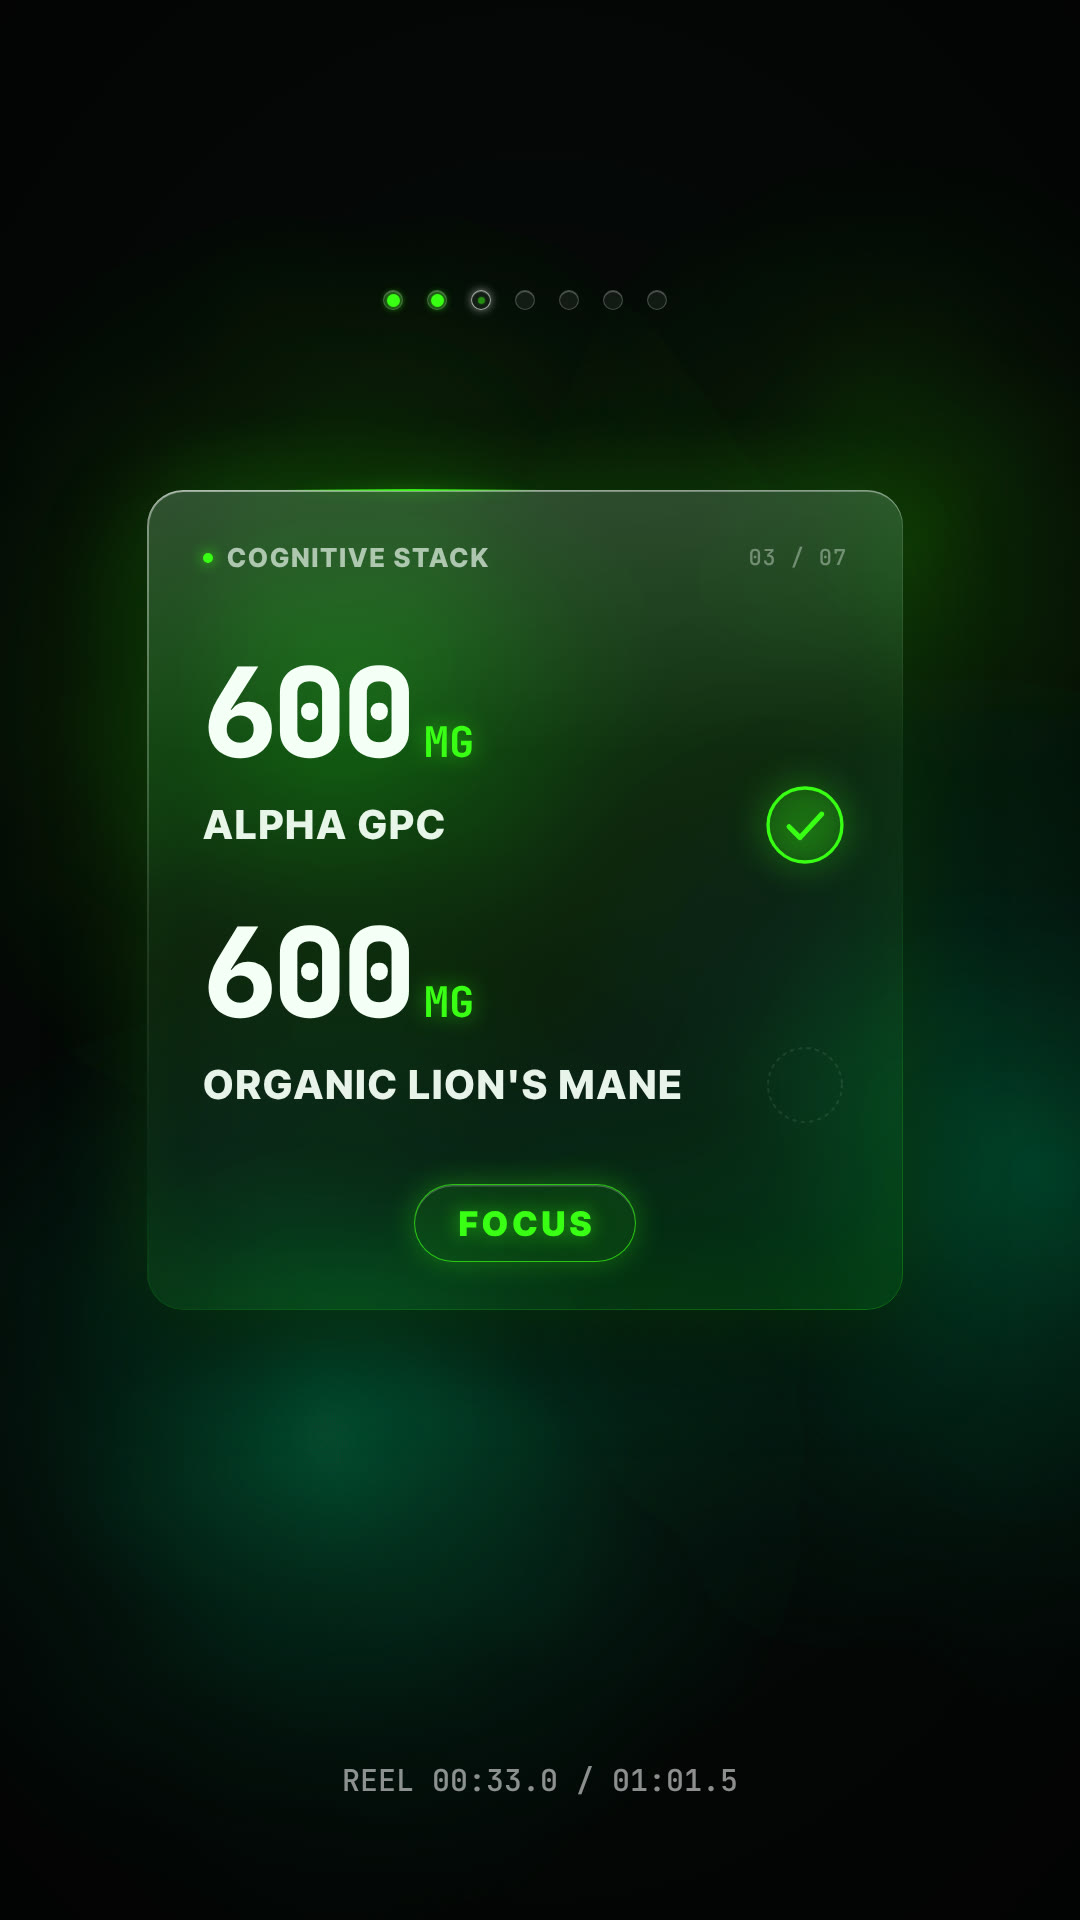 COGNITIVE STACK
03 / 07
600 MG
ALPHA GPC
600 MG
ORGANIC LION'S MANE
FOCUS
REEL 00:33.0 / 01:01.5